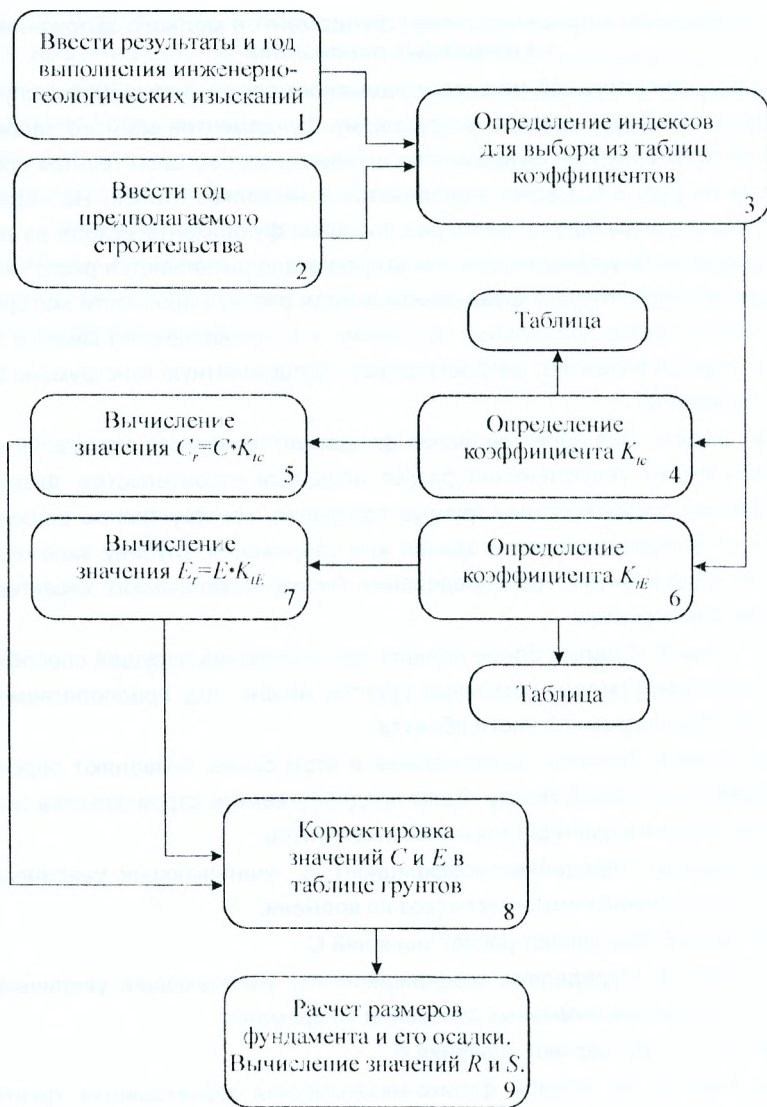 Ввести результаты и год
выполнения инженерно-
геологических изысканий
1
Ввести год
предполагаемого
строительства
2
Определение индексов
для выбора из таблиц
коэффициентов
3
Таблица
Определение
коэффициента K_tc
4
Вычисление
значения C_r=C·K_tc
5
Определение
коэффициента K_tE
6
Вычисление
значения E_r=E·K_tE
7
Таблица
Корректировка
значений C и E в
таблице грунтов
8
Расчет размеров
фундамента и его осадки.
Вычисление значений R и S.
9